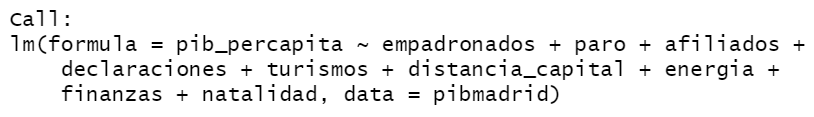 Call:
lm(formula = pib_percapita ~ empadronados + paro + afiliados +
    declaraciones + turismos + distancia_capital + energia +
    finanzas + natalidad, data = pibmadrid)